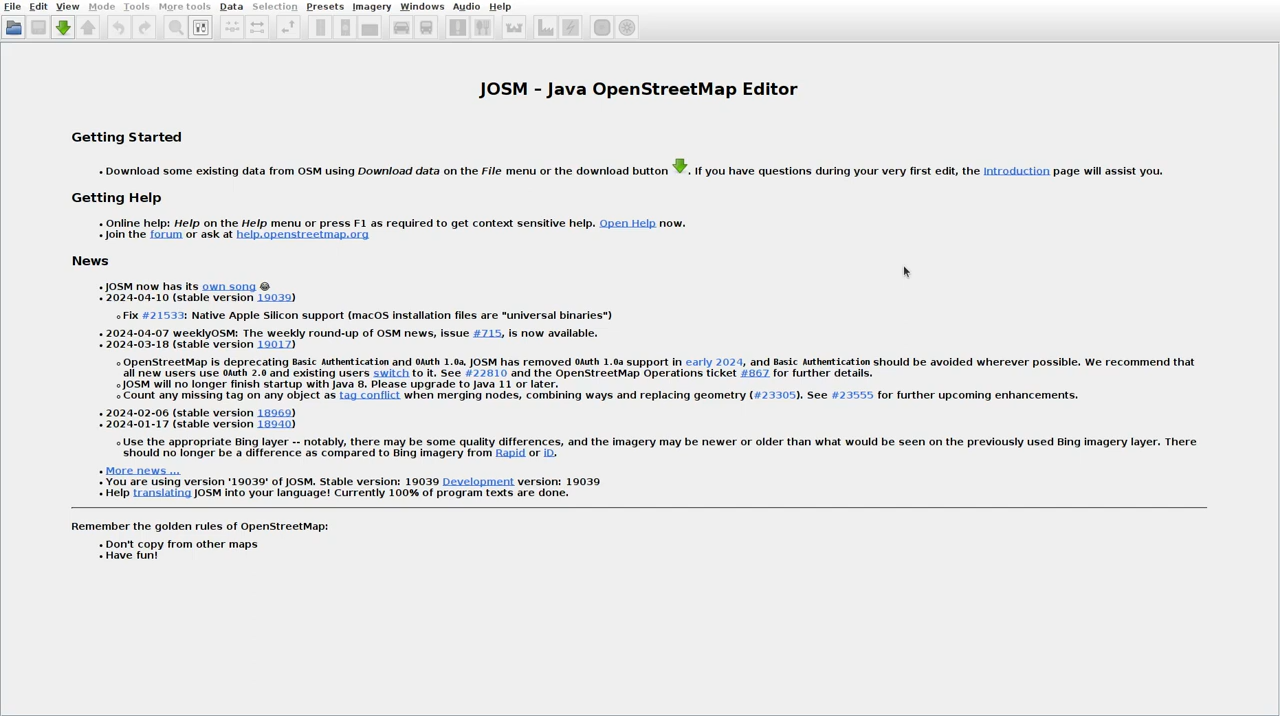 File Edit View Mode Tools More tools Data Selection Presets Imagery Windows Audio Help
JOSM – Java OpenStreetMap Editor
Getting Started
• Download some existing data from OSM using Download data on the File menu or the download button . If you have questions during your very first edit, the Introduction page will assist you.
Getting Help
• Online help: Help on the Help menu or press F1 as required to get context sensitive help. Open Help now.
• Join the forum or ask at help.openstreetmap.org
News
• JOSM now has its own song 😂
• 2024-04-10 (stable version 19039)
◦ Fix #21533: Native Apple Silicon support (macOS installation files are "universal binaries")
• 2024-04-07 weeklyOSM: The weekly round-up of OSM news, issue #715, is now available.
• 2024-03-18 (stable version 19017)
◦ OpenStreetMap is deprecating Basic Authentication and OAuth 1.0a, JOSM has removed OAuth 1.0a support in early 2024, and Basic Authentication should be avoided wherever possible. We recommend that
all new users use OAuth 2.0 and existing users switch to it. See #22810 and the OpenStreetMap Operations ticket #867 for further details.
◦ JOSM will no longer finish startup with Java 8. Please upgrade to Java 11 or later.
◦ Count any missing tag on any object as tag conflict when merging nodes, combining ways and replacing geometry (#23305). See #23555 for further upcoming enhancements.
• 2024-02-06 (stable version 18969)
• 2024-01-17 (stable version 18940)
◦ Use the appropriate Bing layer -- notably, there may be some quality differences, and the imagery may be newer or older than what would be seen on the previously used Bing imagery layer. There
should no longer be a difference as compared to Bing imagery from Rapid or iD.
• More news ...
• You are using version '19039' of JOSM. Stable version: 19039 Development version: 19039
• Help translating JOSM into your language! Currently 100% of program texts are done.
Remember the golden rules of OpenStreetMap:
• Don't copy from other maps
• Have fun!